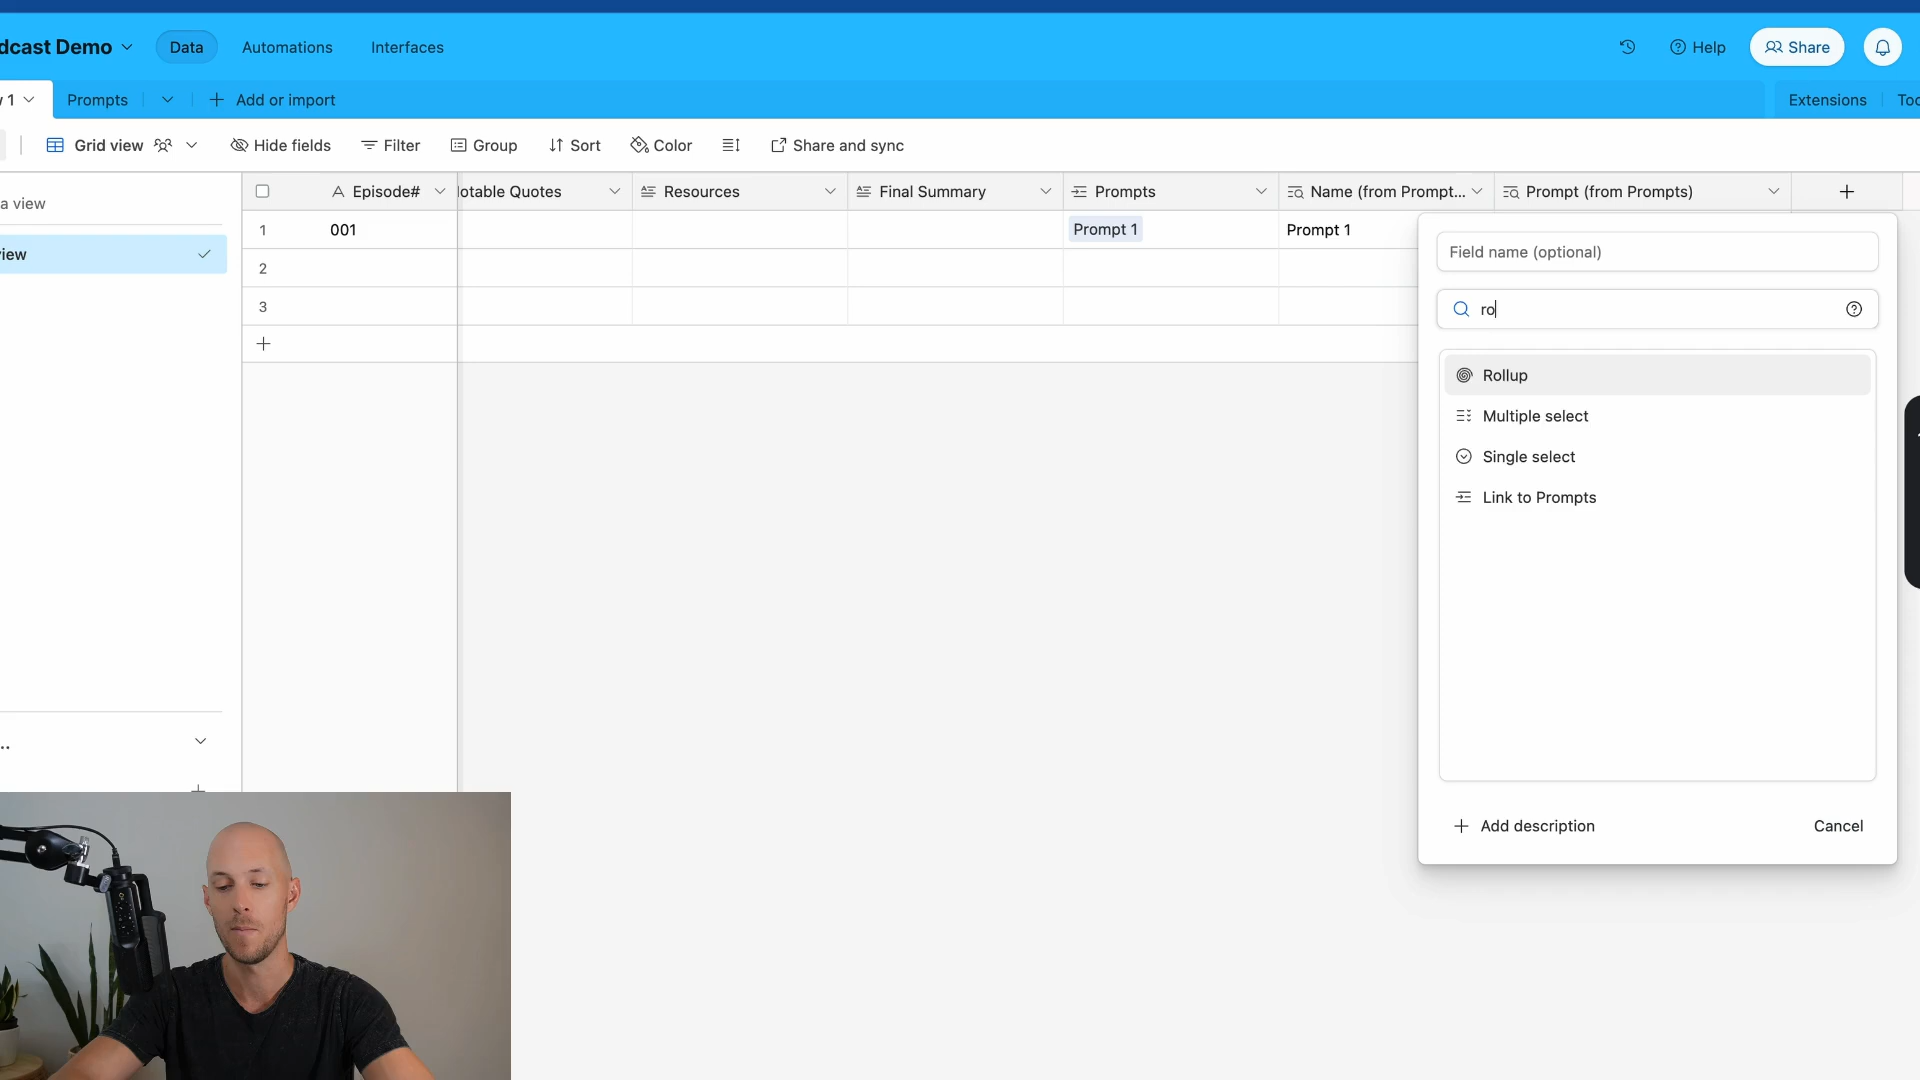 dcast Demo
Data
Automations
Interfaces
Help
Share
1
Prompts
Add or import
Extensions
Too
Grid view
Hide fields
Filter
Group
Sort
Color
Share and sync
a view
iew
Episode#
lotable Quotes
Resources
Final Summary
Prompts
Name (from Prompt...
Prompt (from Prompts)
1
001
Prompt 1
Prompt 1
2
3
Field name (optional)
ro
Rollup
Multiple select
Single select
Link to Prompts
Add description
Cancel
..